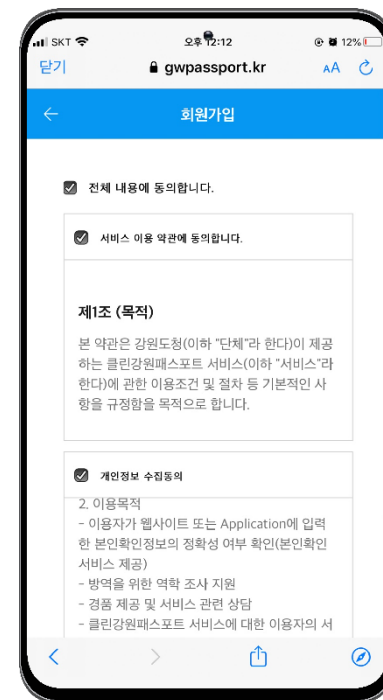 SKT 오후 12:12 12%
닫기 gwpassport.kr AA
회원가입
전체 내용에 동의합니다.
서비스 이용 약관에 동의합니다.
제1조 (목적)
본 약관은 강원도청(이하 "단체"라 한다)이 제공
하는 클린강원패스포트 서비스(이하 "서비스"라
한다)에 관한 이용조건 및 절차 등 기본적인 사
항을 규정함을 목적으로 합니다.
개인정보 수집동의
2. 이용목적
- 이용자가 웹사이트 또는 Application에 입력
한 본인확인정보의 정확성 여부 확인(본인확인
서비스 제공)
- 방역을 위한 역학 조사 지원
- 경품 제공 및 서비스 관련 상담
- 클린강원패스포트 서비스에 대한 이용자의 서